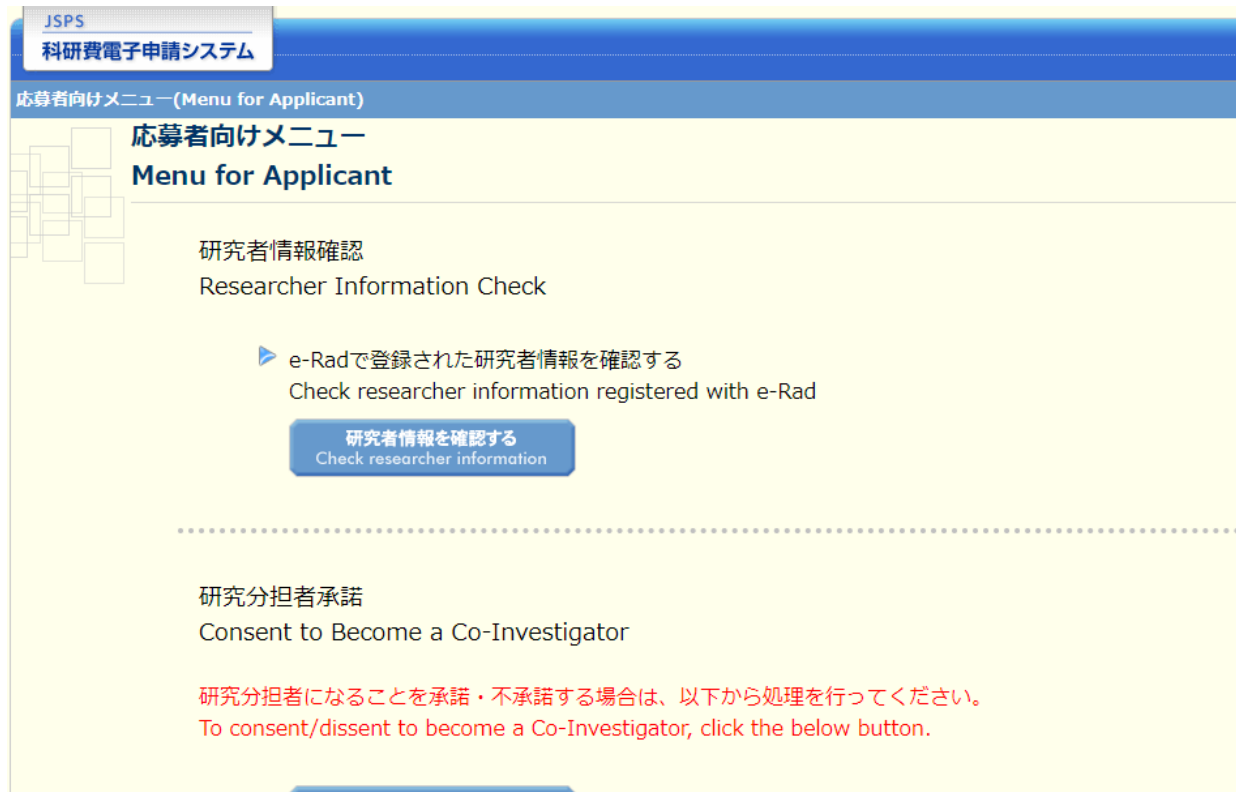 JSPS
科研費電子申請システム
応募者向けメニュー(Menu for Applicant)
応募者向けメニュー
Menu for Applicant
研究者情報確認
Researcher Information Check
e-Radで登録された研究者情報を確認する
Check researcher information registered with e-Rad
研究者情報を確認する
Check researcher information
研究分担者承諾
Consent to Become a Co-Investigator
研究分担者になることを承諾・不承諾する場合は、以下から処理を行ってください。
To consent/dissent to become a Co-Investigator, click the below button.